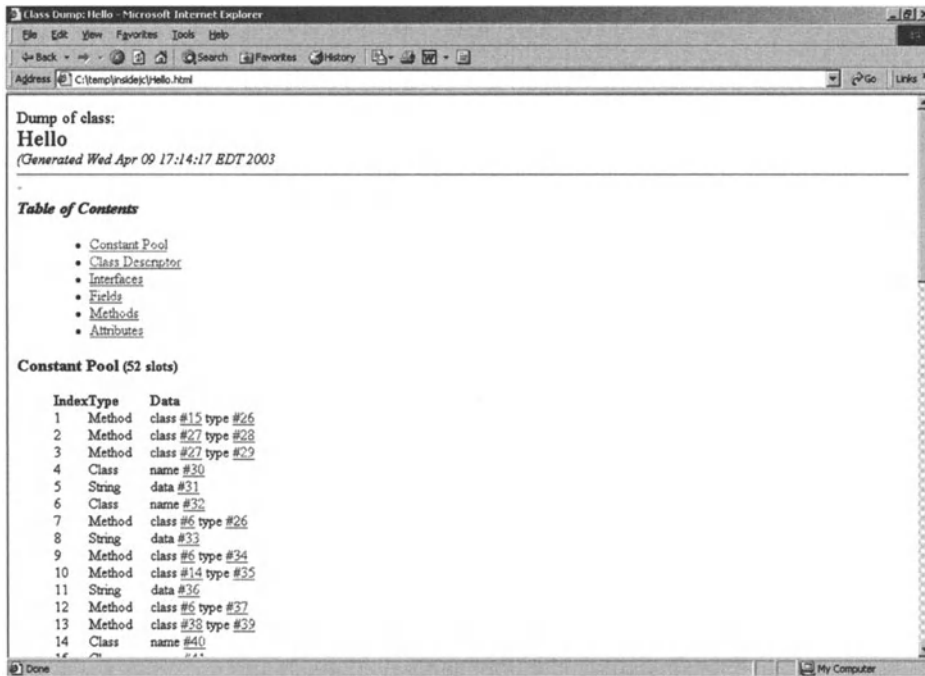 Class Dump: Hello - Microsoft Internet Explorer
File Edit View Favorites Tools Help
Back Search Favorites History
Address C:\temp\insidejc\Hello.html Go Links
Dump of class:
Hello
(Generated Wed Apr 09 17:14:17 EDT 2003
Table of Contents
• Constant Pool
• Class Descriptor
• Interfaces
• Fields
• Methods
• Attributes
Constant Pool (52 slots)
IndexType Data
1 Method class #15 type #26
2 Method class #27 type #28
3 Method class #27 type #29
4 Class name #30
5 String data #31
6 Class name #32
7 Method class #6 type #26
8 String data #33
9 Method class #6 type #34
10 Method class #14 type #35
11 String data #36
12 Method class #6 type #37
13 Method class #38 type #39
14 Class name #40
Done My Computer